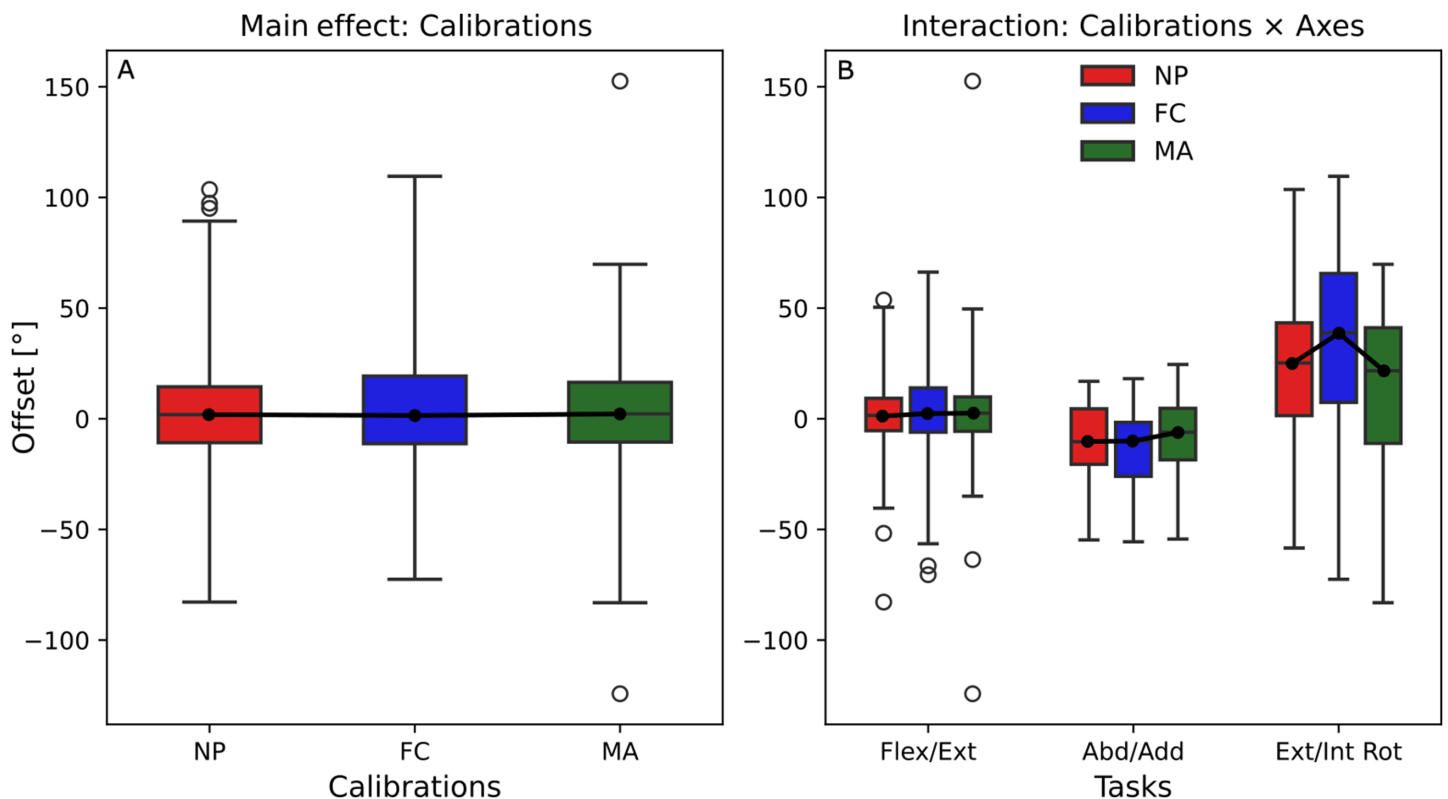 Main effect: Calibrations
A
150
100
50
0
−50
−100
Offset [°]
NP
FC
MA
Calibrations
Interaction: Calibrations × Axes
B
NP
FC
MA
150
100
50
0
−50
−100
Flex/Ext
Abd/Add
Ext/Int Rot
Tasks